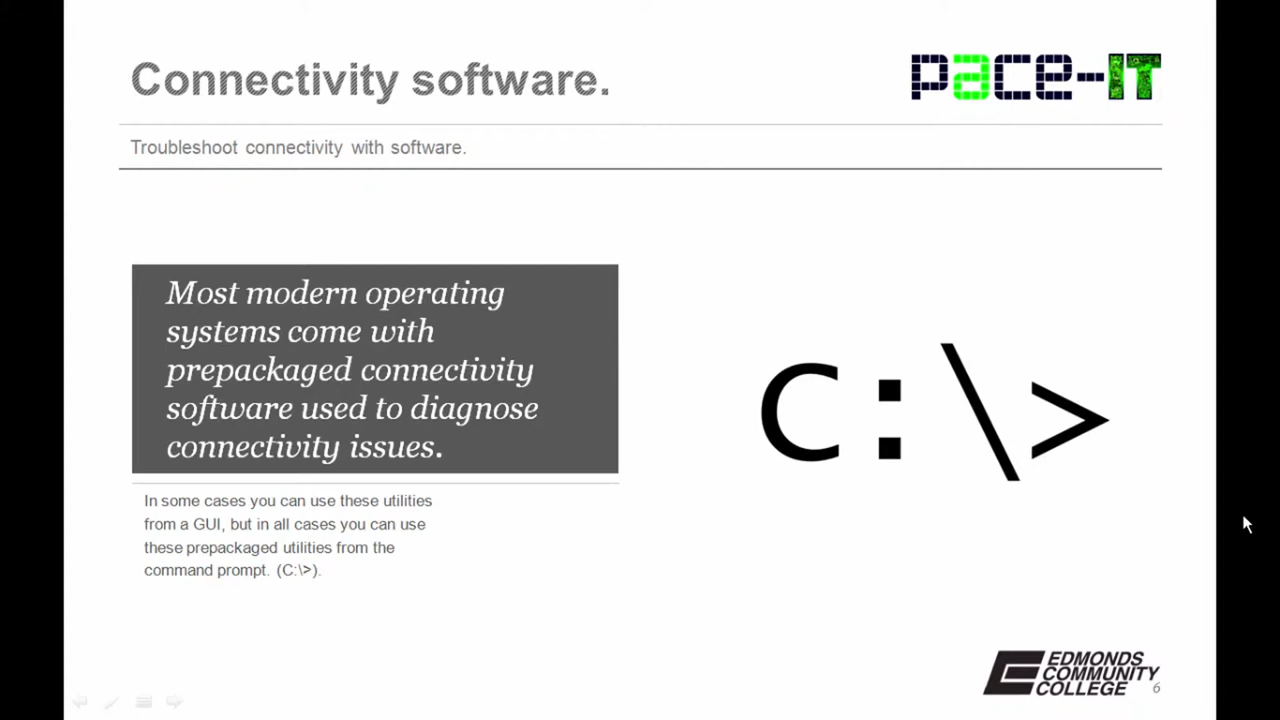 Connectivity software.
pace-IT
Troubleshoot connectivity with software.
Most modern operating
systems come with
prepackaged connectivity
software used to diagnose
connectivity issues.
In some cases you can use these utilities
from a GUI, but in all cases you can use
these prepackaged utilities from the
command prompt. (C:\>).
C:\>
EDMONDS
COMMUNITY
COLLEGE
6